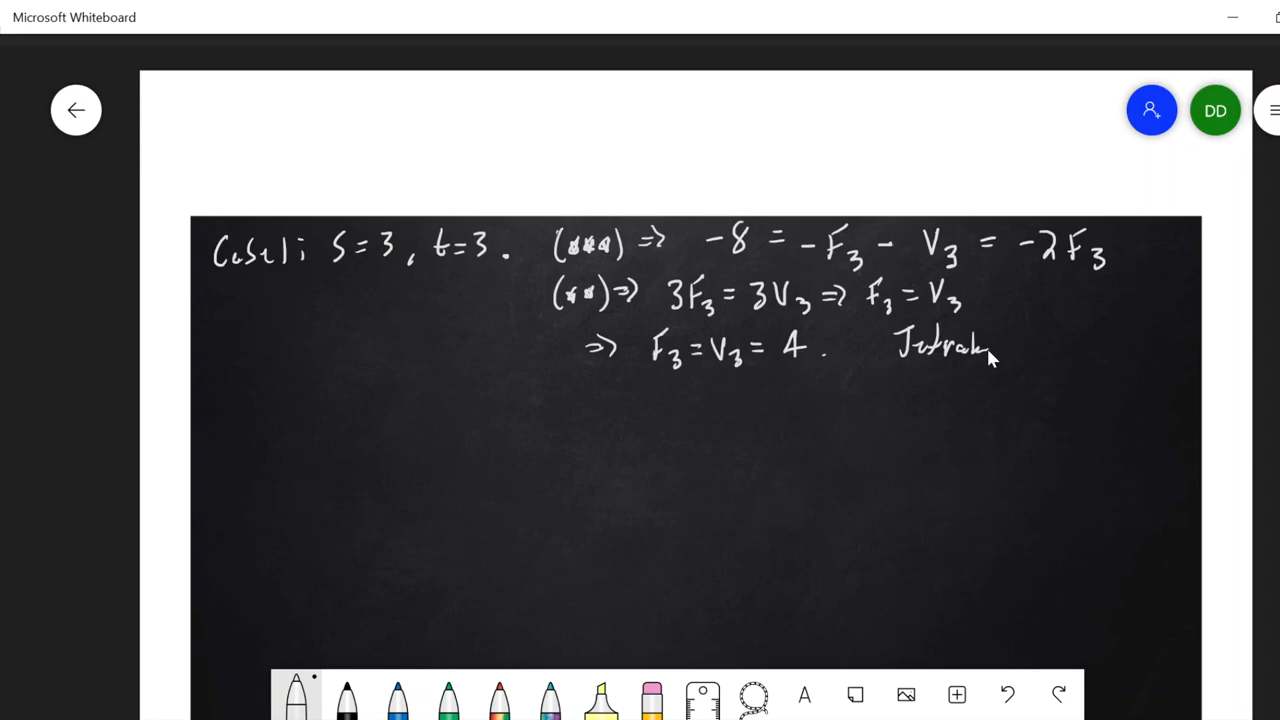 Microsoft Whiteboard
DD
Case 1: S=3, t=3. (***) => -8 = -F₃ - V₃ = -2F₃
(**) => 3F₃ = 3V₃ => F₃ = V₃
=> F₃ = V₃ = 4. Tetrah
A